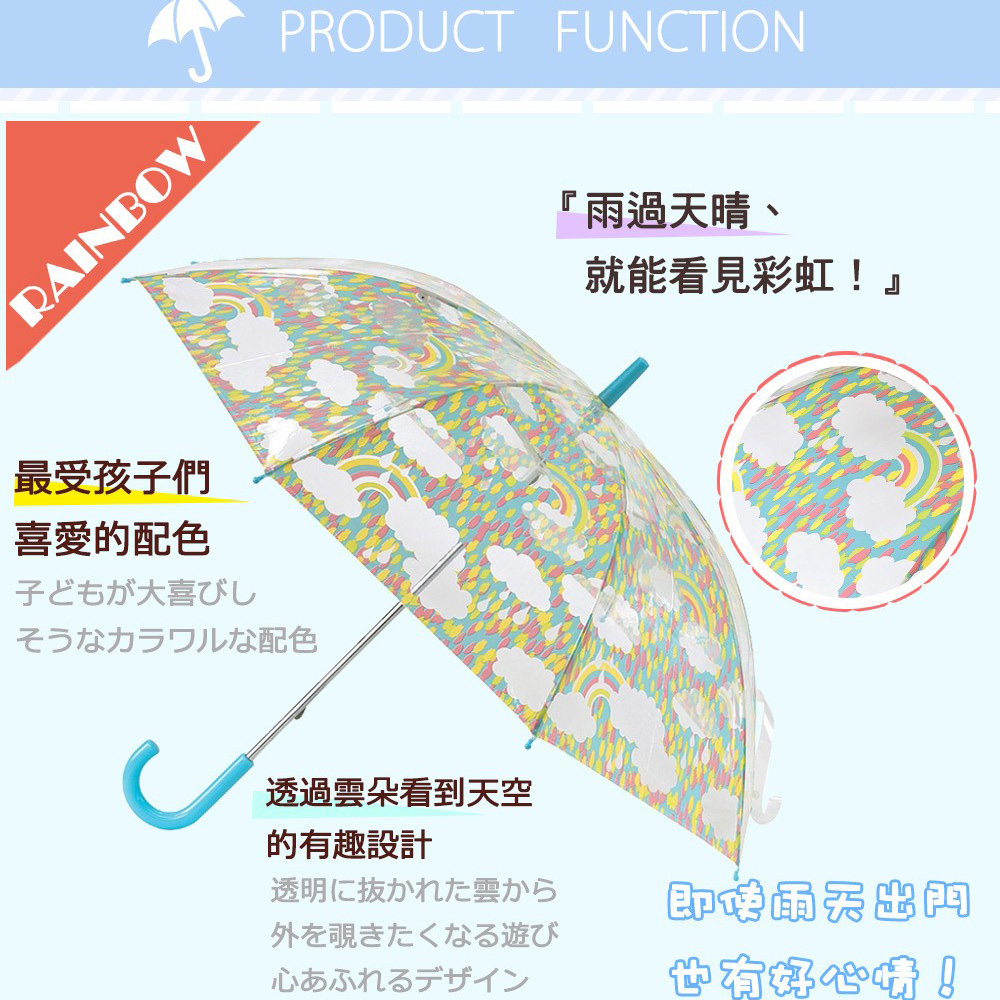 PRODUCT FUNCTION
RAINBOW
『雨過天晴、
就能看見彩虹！』
最受孩子們
喜愛的配色
子どもが大喜びし
そうなカラワルな配色
透過雲朵看到天空
的有趣設計
透明に抜かれた雲から
外を覗きたくなる遊び
心あふれるデザイン
即使雨天出門
也有好心情！